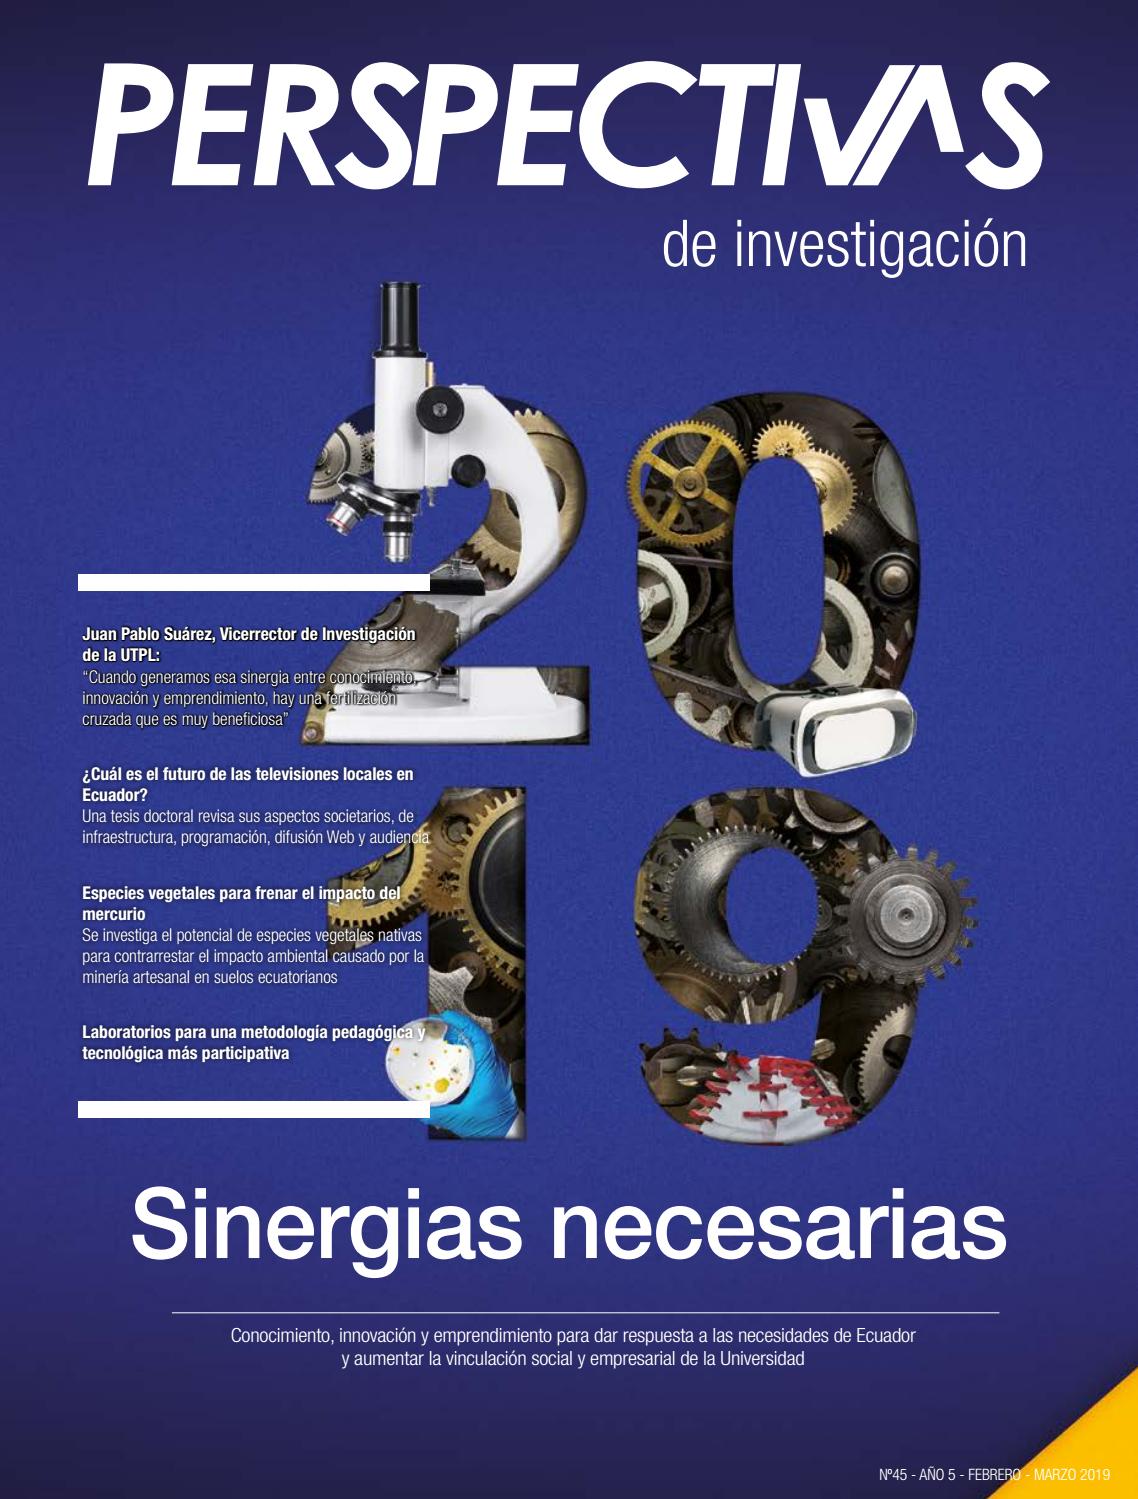 PERSPECTIVAS
de investigación
2019
Juan Pablo Suárez, Vicerrector de Investigación
de la UTPL:
“Cuando generamos esa sinergia entre conocimiento,
innovación y emprendimiento, hay una fertilización
cruzada que es muy beneficiosa”
¿Cuál es el futuro de las televisiones locales en
Ecuador?
Una tesis doctoral revisa sus aspectos societarios, de
infraestructura, programación, difusión Web y audiencia
Especies vegetales para frenar el impacto del
mercurio
Se investiga el potencial de especies vegetales nativas
para contrarrestar el impacto ambiental causado por la
minería artesanal en suelos ecuatorianos
Laboratorios para una metodología pedagógica y
tecnológica más participativa
Sinergias necesarias
Conocimiento, innovación y emprendimiento para dar respuesta a las necesidades de Ecuador
y aumentar la vinculación social y empresarial de la Universidad
Nº45 - AÑO 5 - FEBRERO - MARZO 2019